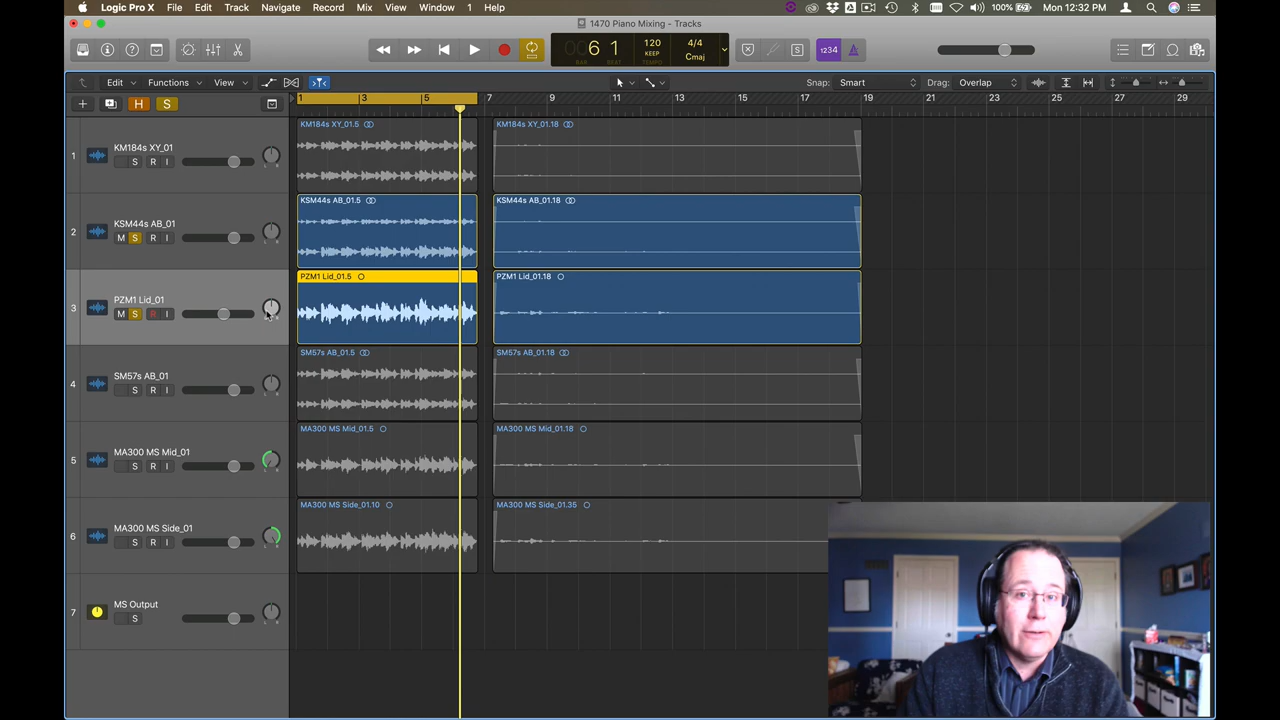 Logic Pro X File Edit Track Navigate Record Mix View Window 1 Help 100% Mon 12:32 PM
1470 Piano Mixing - Tracks
6 1 120 4/4
BAR BEAT KEEP TEMPO Cmaj
1234
Edit Functions View Snap: Smart Drag: Overlap
H S 1 3 5 7 9 11 13 15 17 19 21 23 25 27 29
1 KM184s XY_01 S R I KM184s XY_01.5 KM184s XY_01.18
2 KSM44s AB_01 M S R I KSM44s AB_01.5 KSM44s AB_01.18
3 PZM1 Lid_01 M S R I PZM1 Lid_01.5 PZM1 Lid_01.18
4 SM57s AB_01 S R I SM57s AB_01.5 SM57s AB_01.18
5 MA300 MS Mid_01 S R I MA300 MS Mid_01.5 MA300 MS Mid_01.18
6 MA300 MS Side_01 S R I MA300 MS Side_01.10 MA300 MS Side_01.35
7 MS Output S